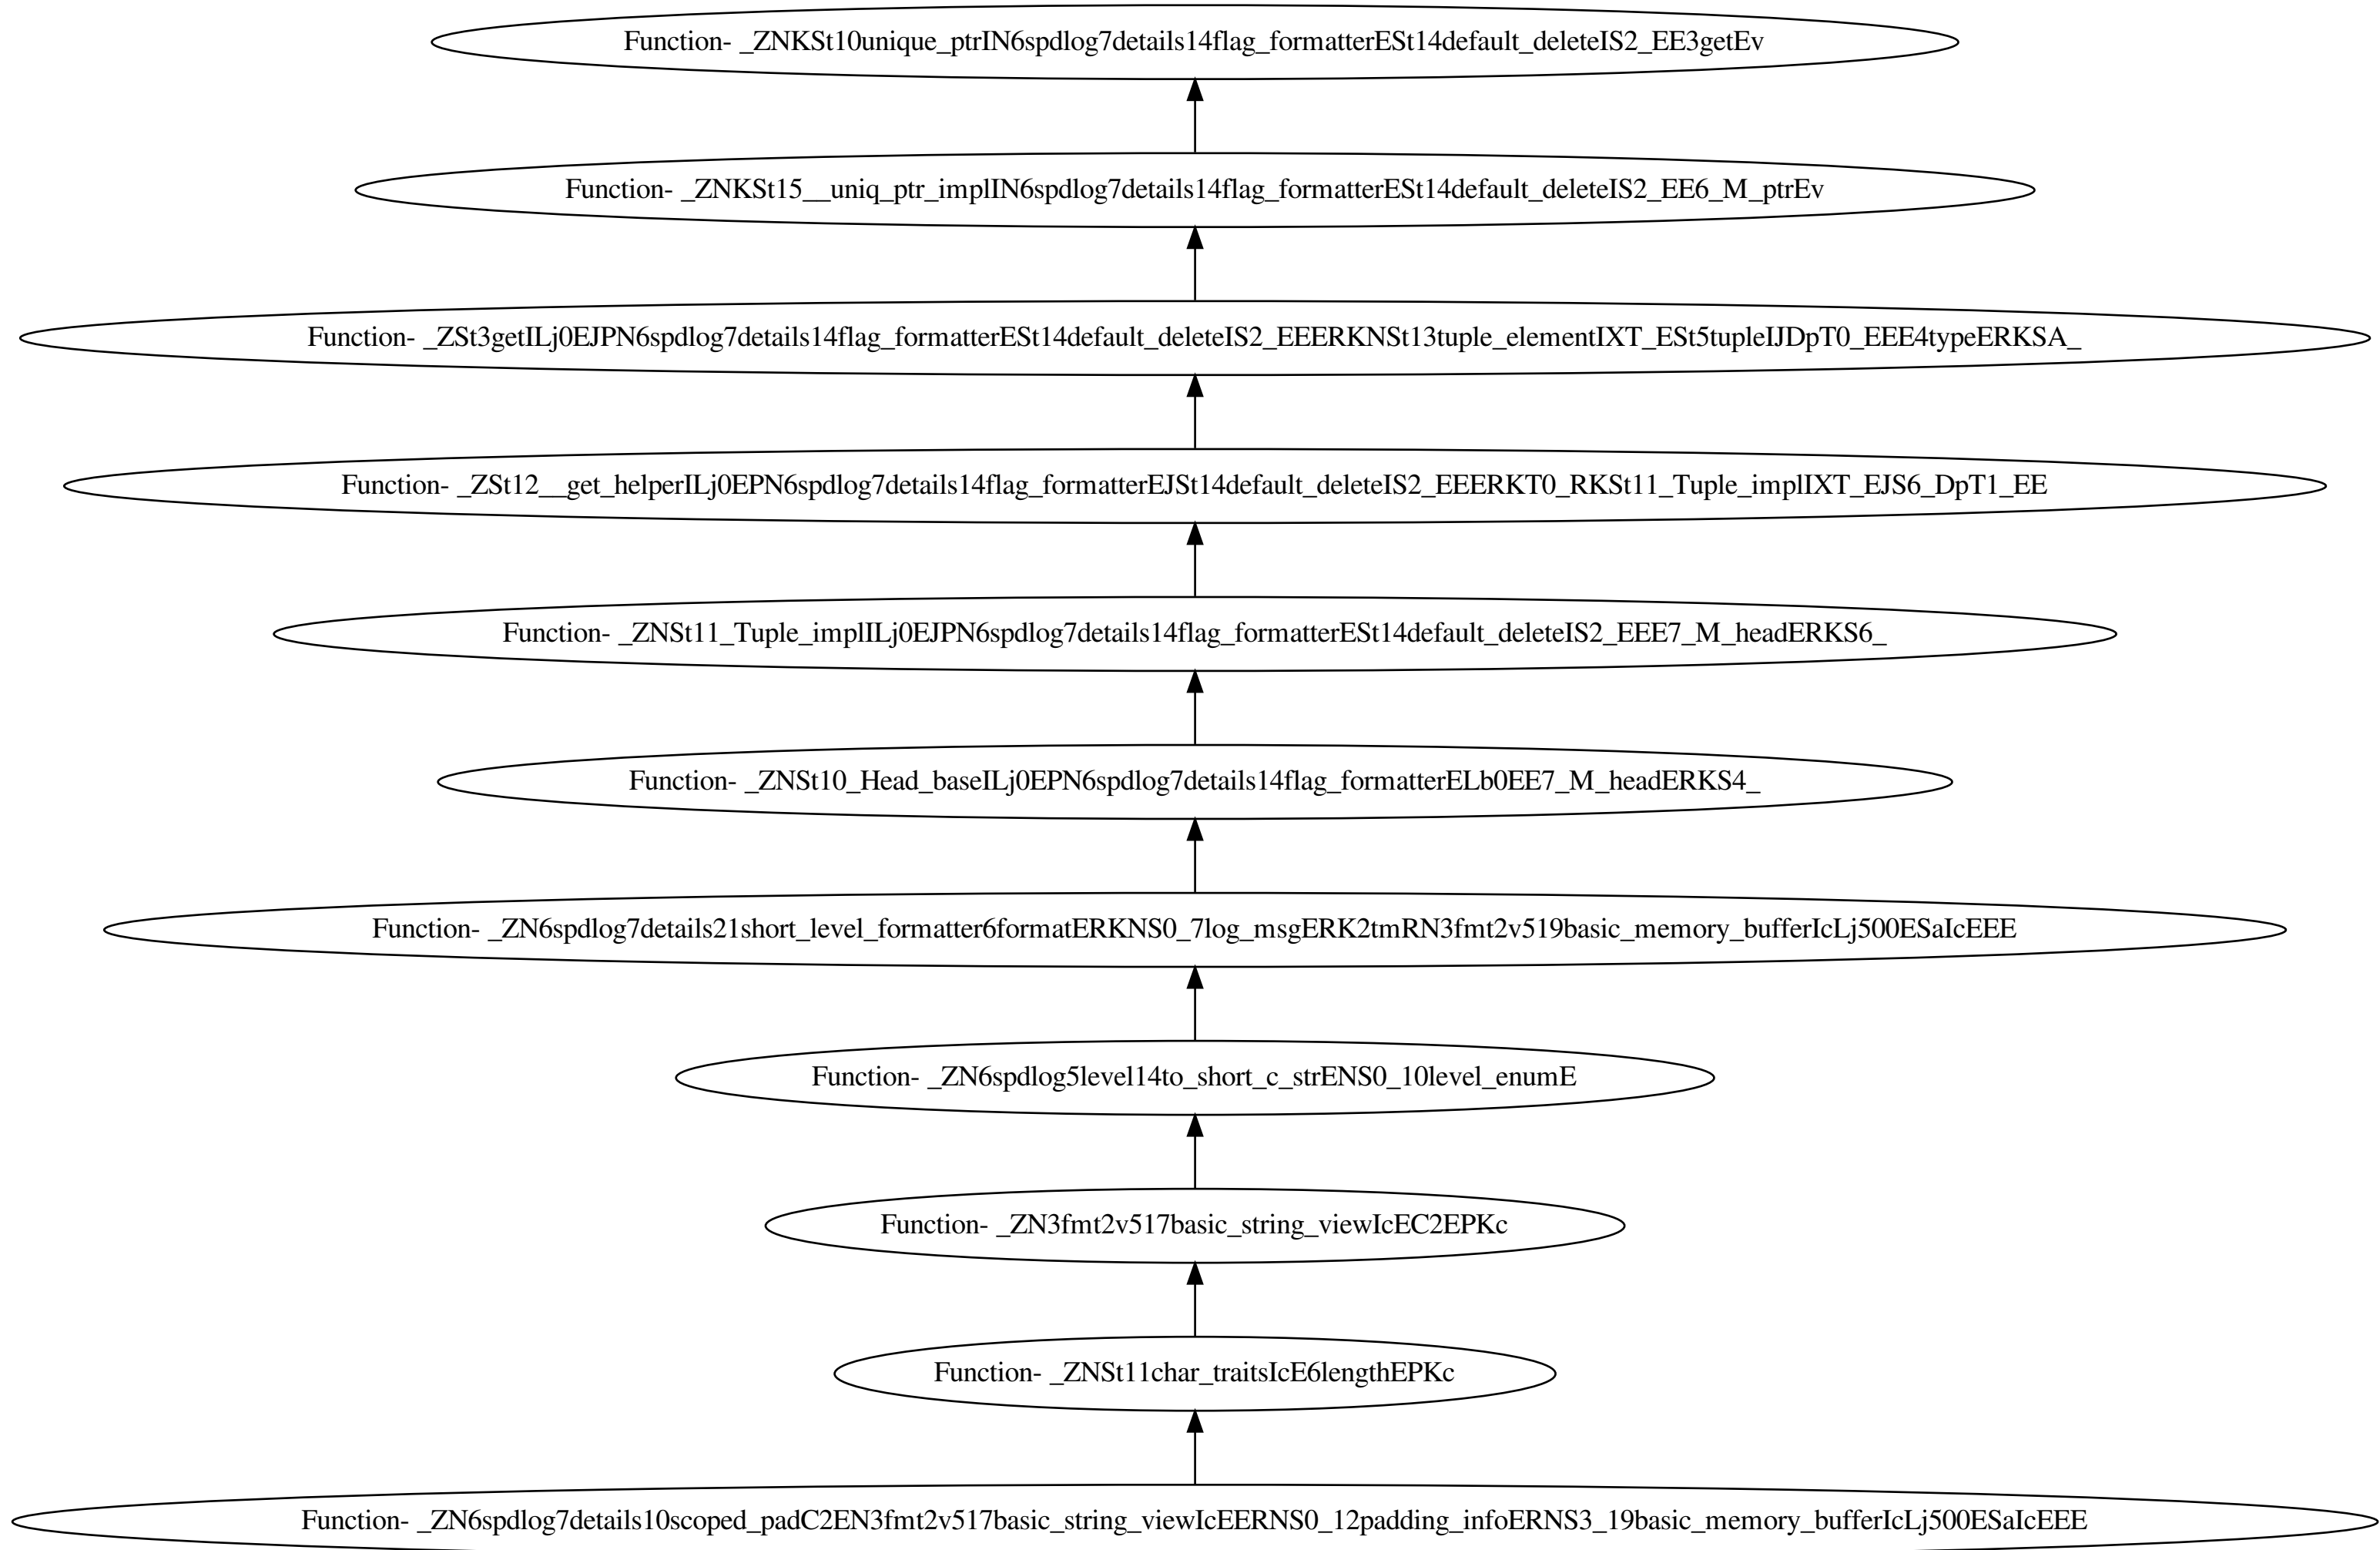 Function- _ZNKSt10unique_ptrIN6spdlog7details14flag_formatterESt14default_deleteIS2_EE3getEv
Function- _ZNKSt15__uniq_ptr_implIN6spdlog7details14flag_formatterESt14default_deleteIS2_EE6_M_ptrEv
Function- _ZSt3getILj0EJPN6spdlog7details14flag_formatterESt14default_deleteIS2_EEERKNSt13tuple_elementIXT_ESt5tupleIJDpT0_EEE4typeERKSA_
Function- _ZSt12__get_helperILj0EPN6spdlog7details14flag_formatterEJSt14default_deleteIS2_EEERKT0_RKSt11_Tuple_implIXT_EJS6_DpT1_EE
Function- _ZNSt11_Tuple_implILj0EJPN6spdlog7details14flag_formatterESt14default_deleteIS2_EEE7_M_headERKS6_
Function- _ZNSt10_Head_baseILj0EPN6spdlog7details14flag_formatterELb0EE7_M_headERKS4_
Function- _ZN6spdlog7details21short_level_formatter6formatERKNS0_7log_msgERK2tmRN3fmt2v519basic_memory_bufferIcLj500ESaIcEEE
Function- _ZN6spdlog5level14to_short_c_strENS0_10level_enumE
Function- _ZN3fmt2v517basic_string_viewIcEC2EPKc
Function- _ZNSt11char_traitsIcE6lengthEPKc
Function- _ZN6spdlog7details10scoped_padC2EN3fmt2v517basic_string_viewIcEERNS0_12padding_infoERNS3_19basic_memory_bufferIcLj500ESaIcEEE